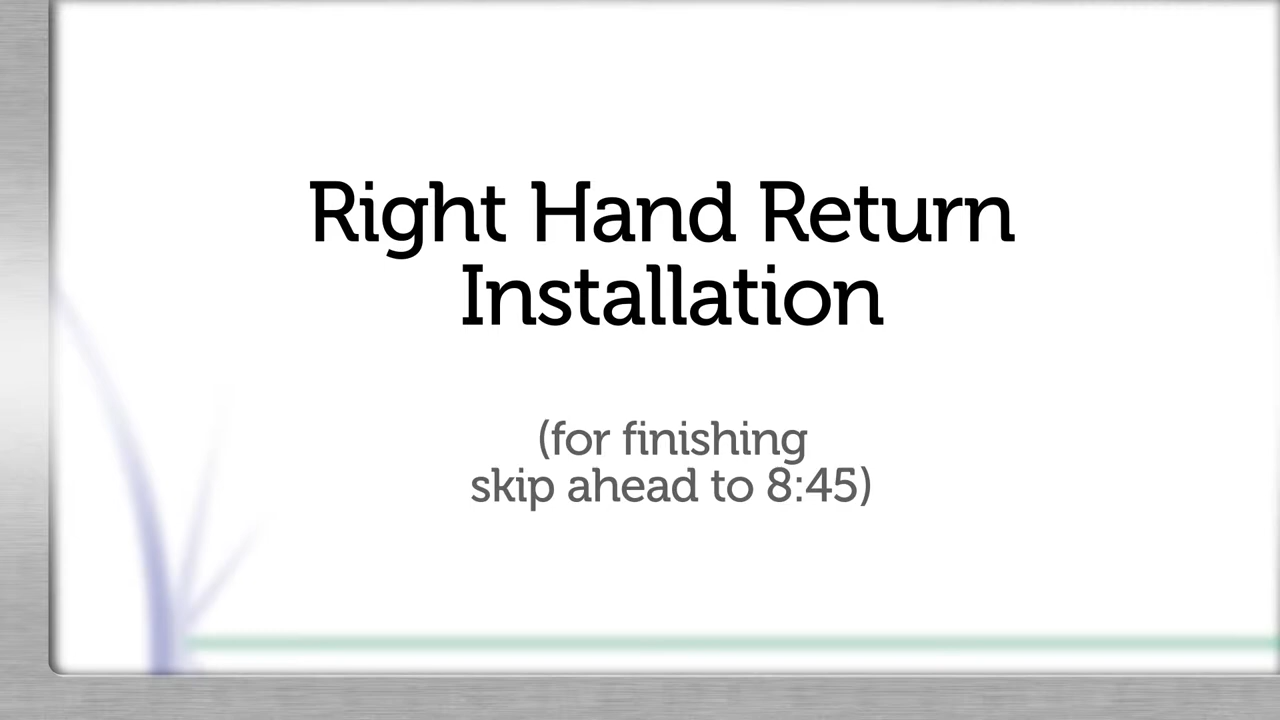 Right Hand Return
Installation
(for finishing
skip ahead to 8:45)